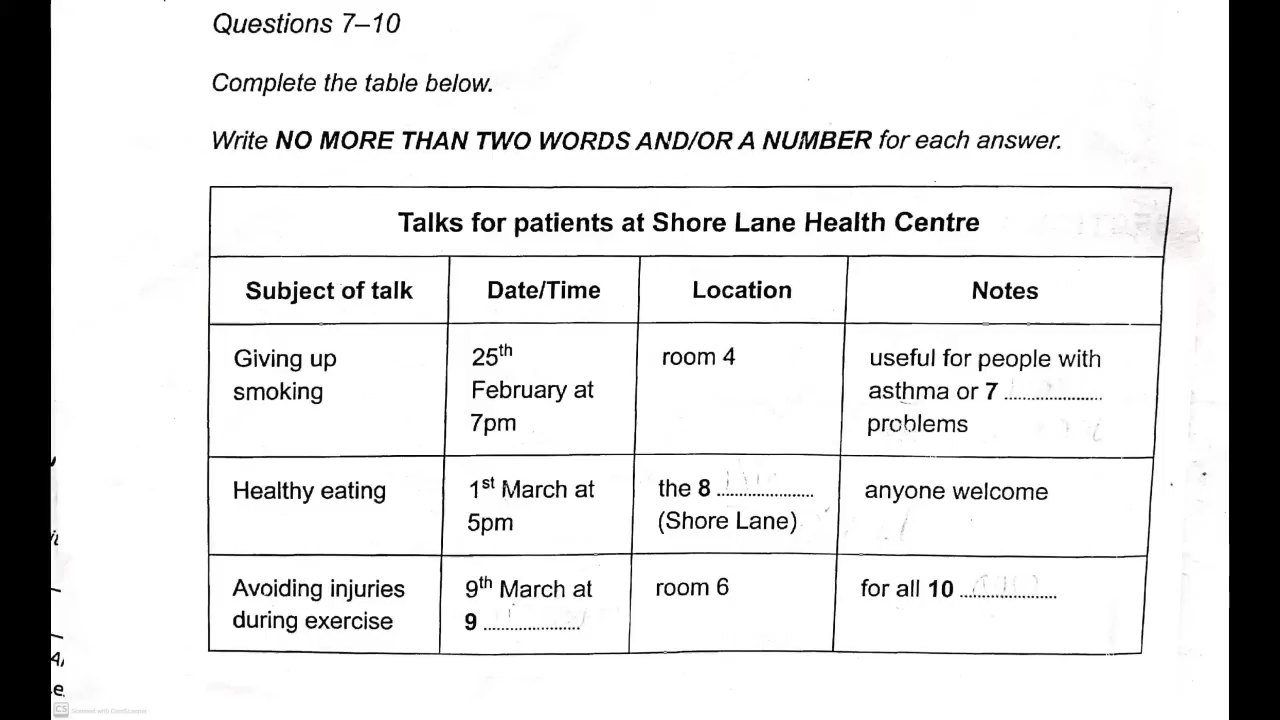 Questions 7–10
Complete the table below.
Write NO MORE THAN TWO WORDS AND/OR A NUMBER for each answer.
Talks for patients at Shore Lane Health Centre
Subject of talk Date/Time Location Notes
Giving up 25th room 4 useful for people with
smoking February at asthma or 7 ......................
7pm problems
Healthy eating 1st March at the 8 ...................... anyone welcome
5pm (Shore Lane)
Avoiding injuries 9th March at room 6 for all 10 ......................
during exercise 9 ......................
CS Scanned with CamScanner